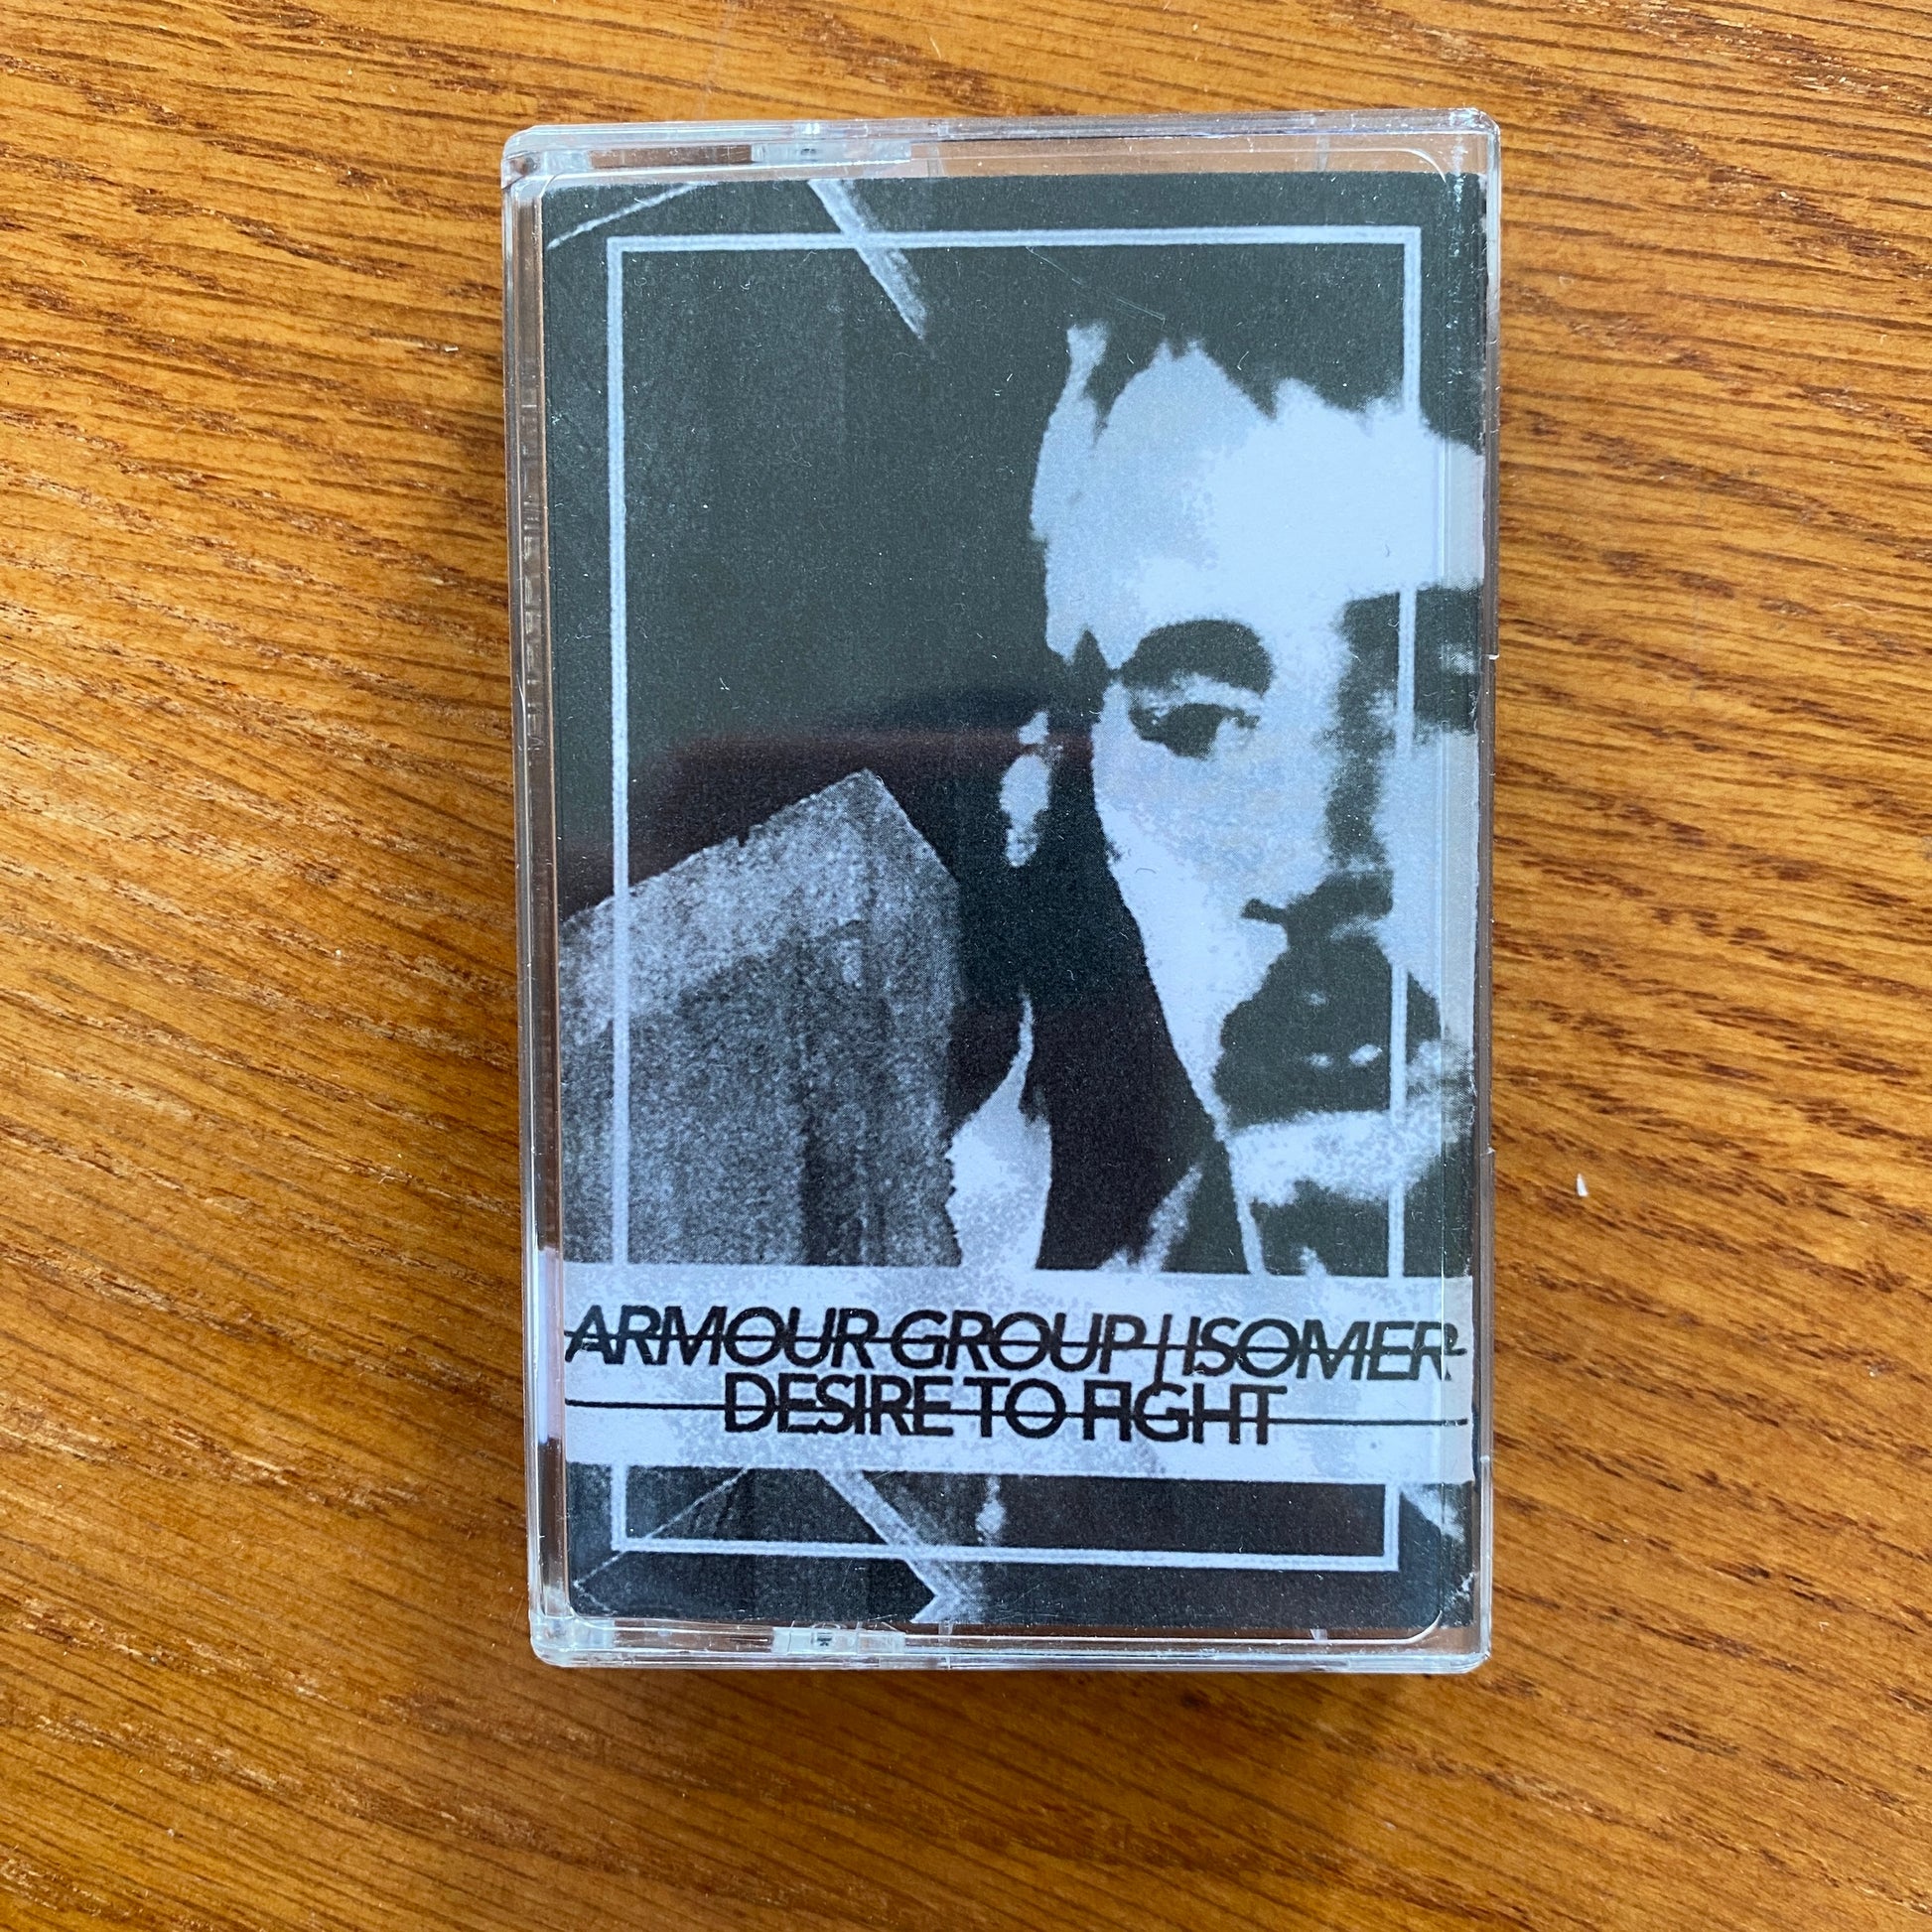 ARMOUR GROUP | ISOMER
DESIRE TO FIGHT